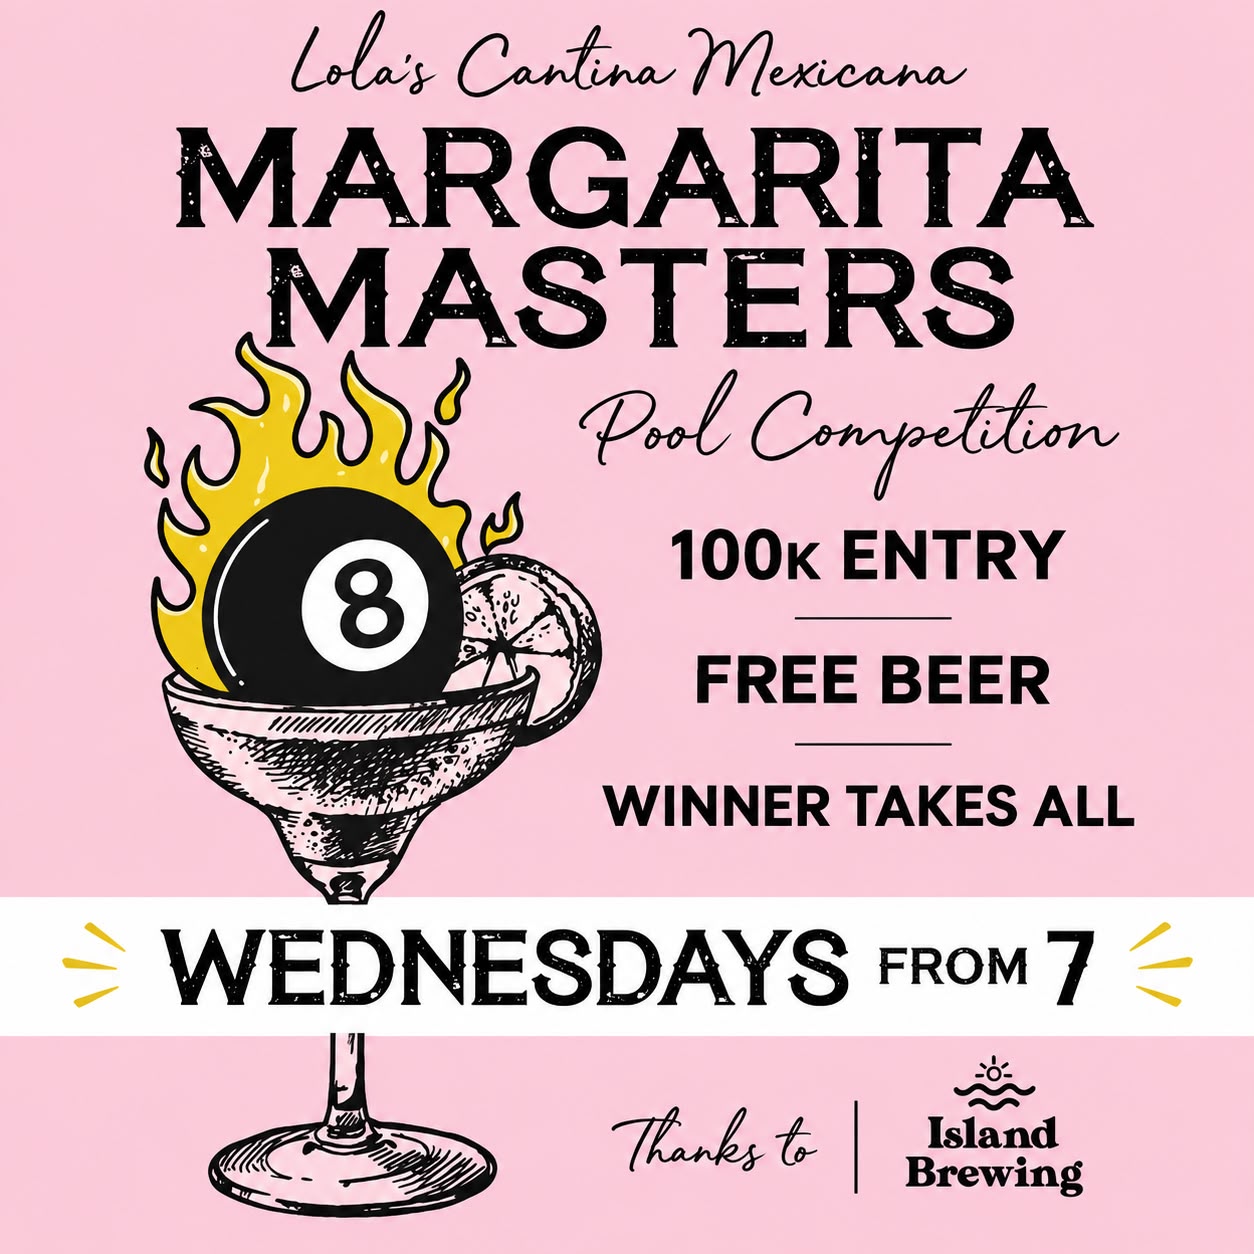 Lola's Cantina Mexicana
MARGARITA
MASTERS
Pool Competition
8
100K ENTRY
FREE BEER
WINNER TAKES ALL
WEDNESDAYS FROM 7
Thanks to
Island
Brewing